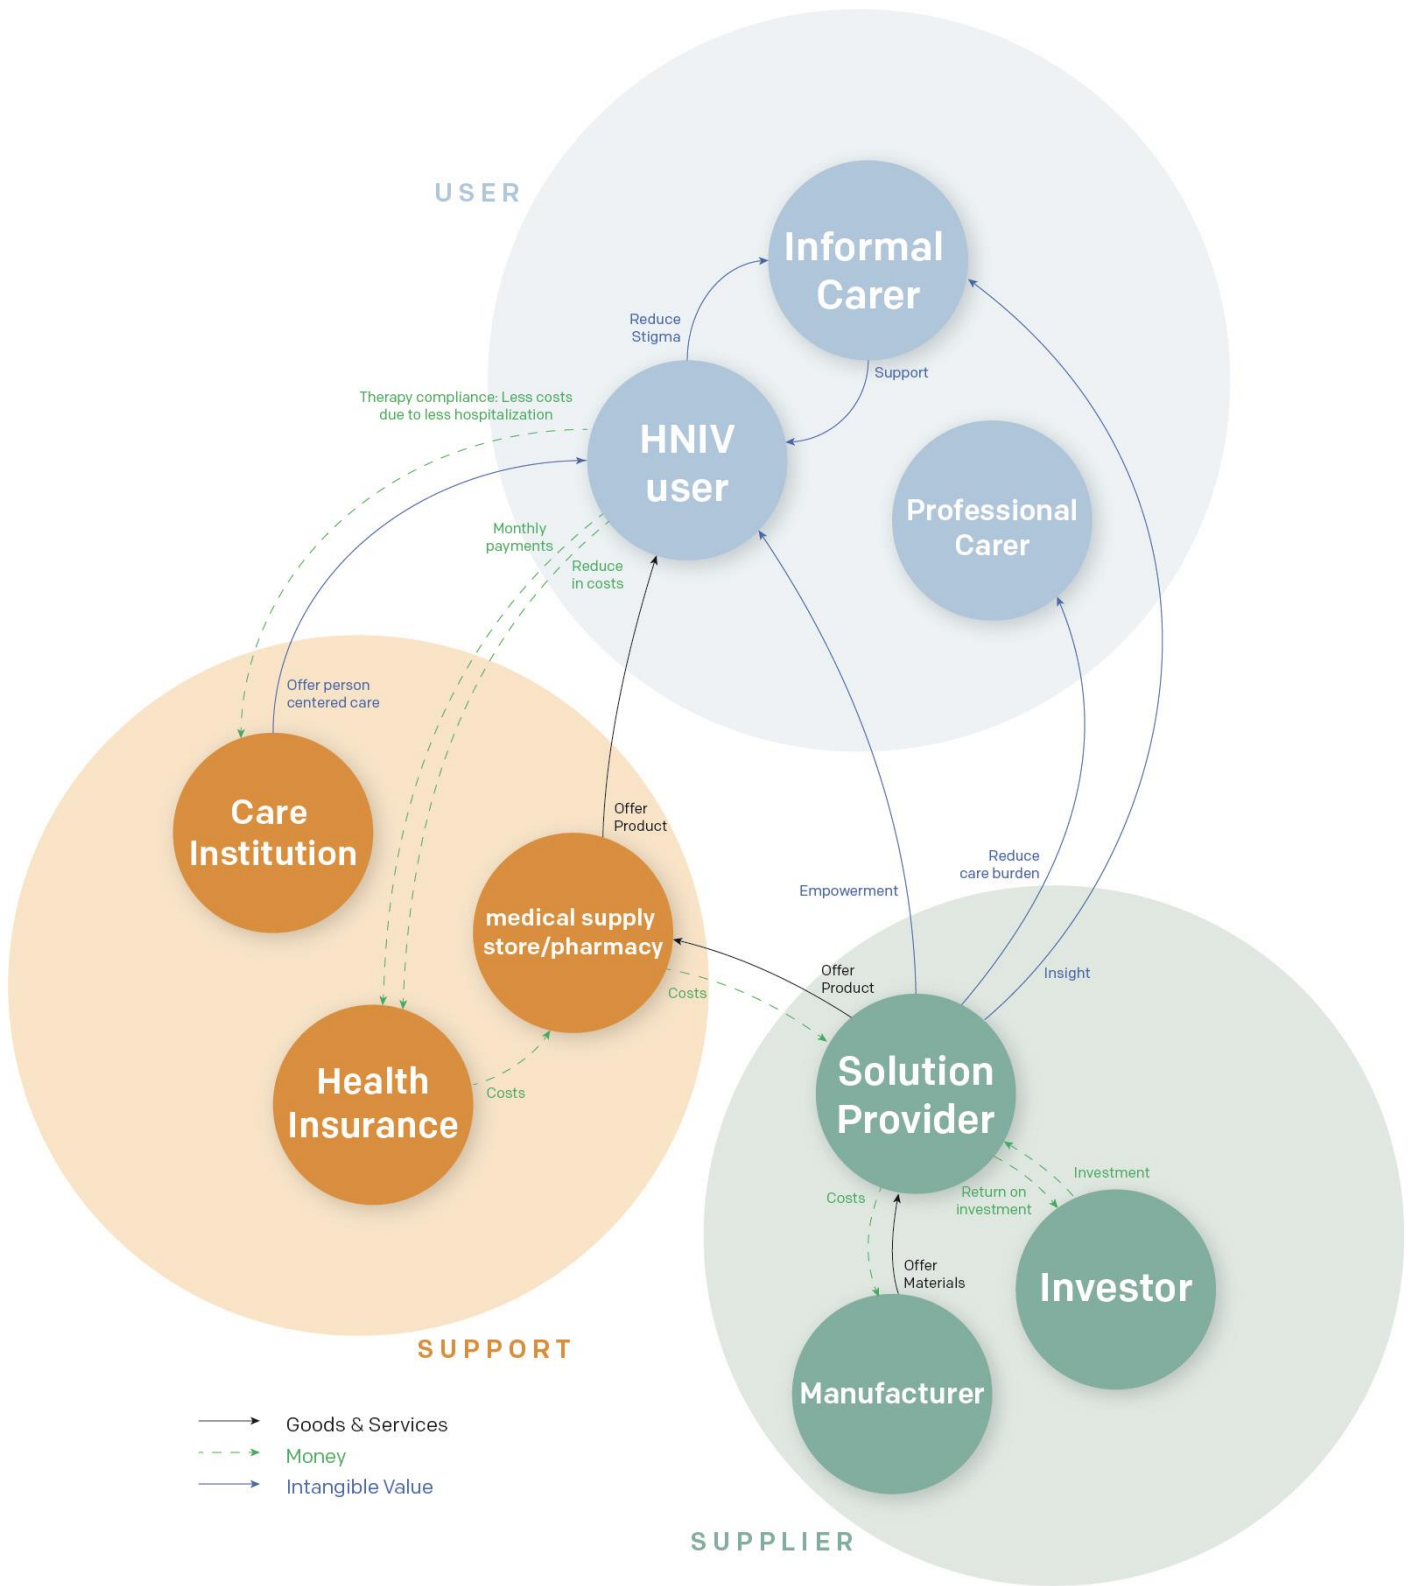 USER
Informal
Carer
Reduce
Stigma
Support
Therapy compliance: Less costs
due to less hospitalization
HNIV
user
Professional
Carer
Monthly
payments
Reduce
in costs
Offer person
centered care
Care
Institution
Offer
Product
medical supply
store/pharmacy
Empowerment
Reduce
care burden
Insight
Offer
Product
Costs
Health
Insurance
Costs
Solution
Provider
Costs
Return on
investment
Investment
Offer
Materials
Investor
Manufacturer
SUPPORT
Goods & Services
Money
Intangible Value
SUPPLIER